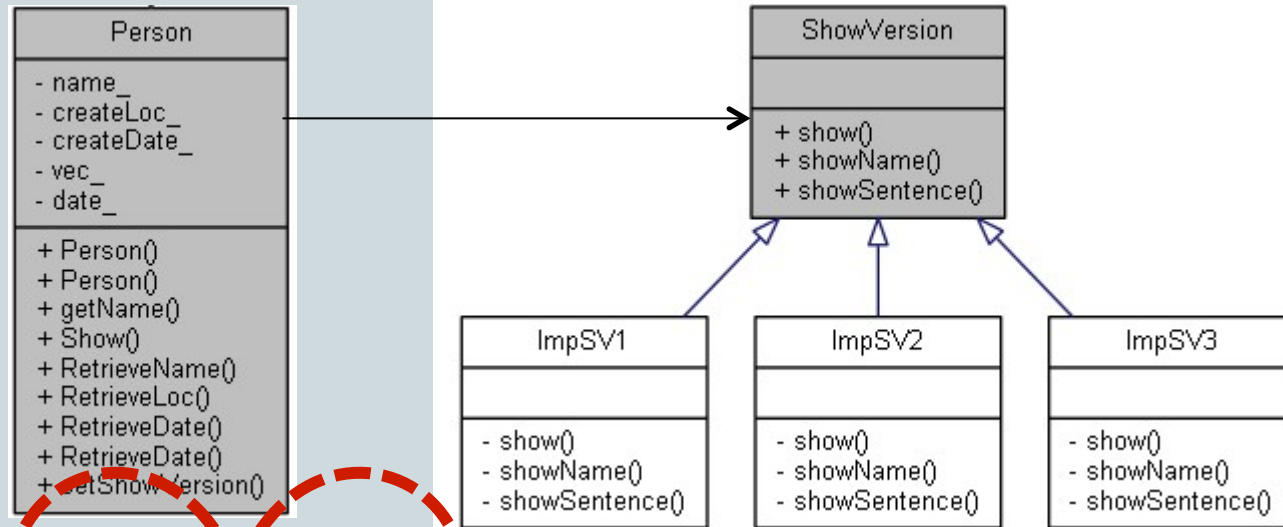 Person
- name_
- createLoc_
- createDate_
- vec_
- date_
+ Person()
+ Person()
+ getName()
+ Show()
+ RetrieveName()
+ RetrieveLoc()
+ RetrieveDate()
+ RetrieveDate()
+ setShowVersion()
ShowVersion
+ show()
+ showName()
+ showSentence()
ImpSV1
- show()
- showName()
- showSentence()
ImpSV2
- show()
- showName()
- showSentence()
ImpSV3
- show()
- showName()
- showSentence()